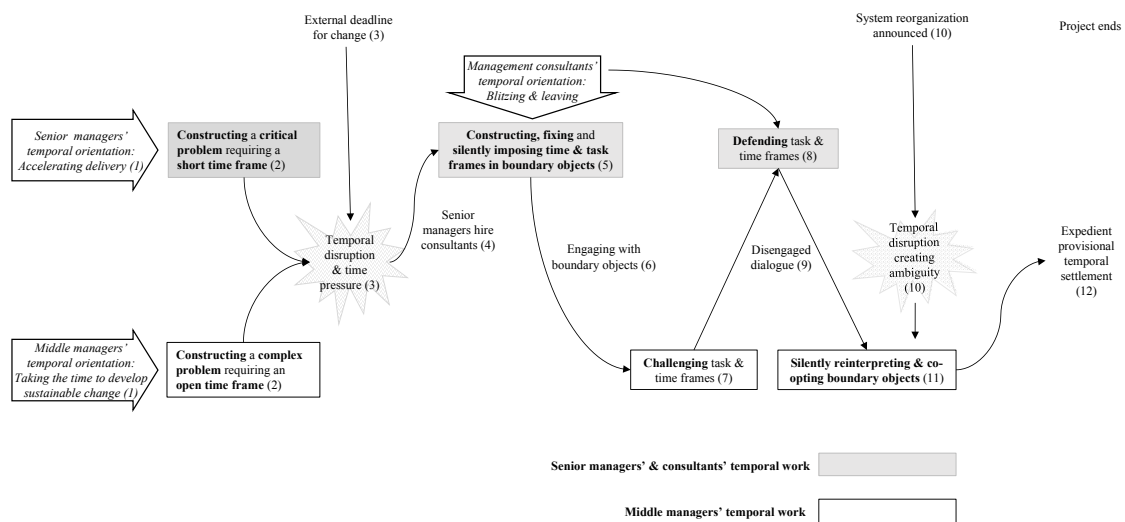 External deadline
for change (3)
System reorganization
announced (10)
Project ends
Management consultants’
temporal orientation:
Blitzing & leaving
Senior managers’
temporal orientation:
Accelerating delivery (1)
Constructing a critical
problem requiring a
short time frame (2)
Constructing, fixing and
silently imposing time & task
frames in boundary objects (5)
Defending task &
time frames (8)
Temporal
disruption
& time
pressure (3)
Senior
managers hire
consultants (4)
Engaging with
boundary objects (6)
Disengaged
dialogue (9)
Temporal
disruption
creating
ambiguity
(10)
Expedient
provisional
temporal
settlement
(12)
Middle managers’
temporal orientation:
Taking the time to develop
sustainable change (1)
Constructing a complex
problem requiring an
open time frame (2)
Challenging task &
time frames (7)
Silently reinterpreting & co-
opting boundary objects (11)
Senior managers’ & consultants’ temporal work
Middle managers’ temporal work